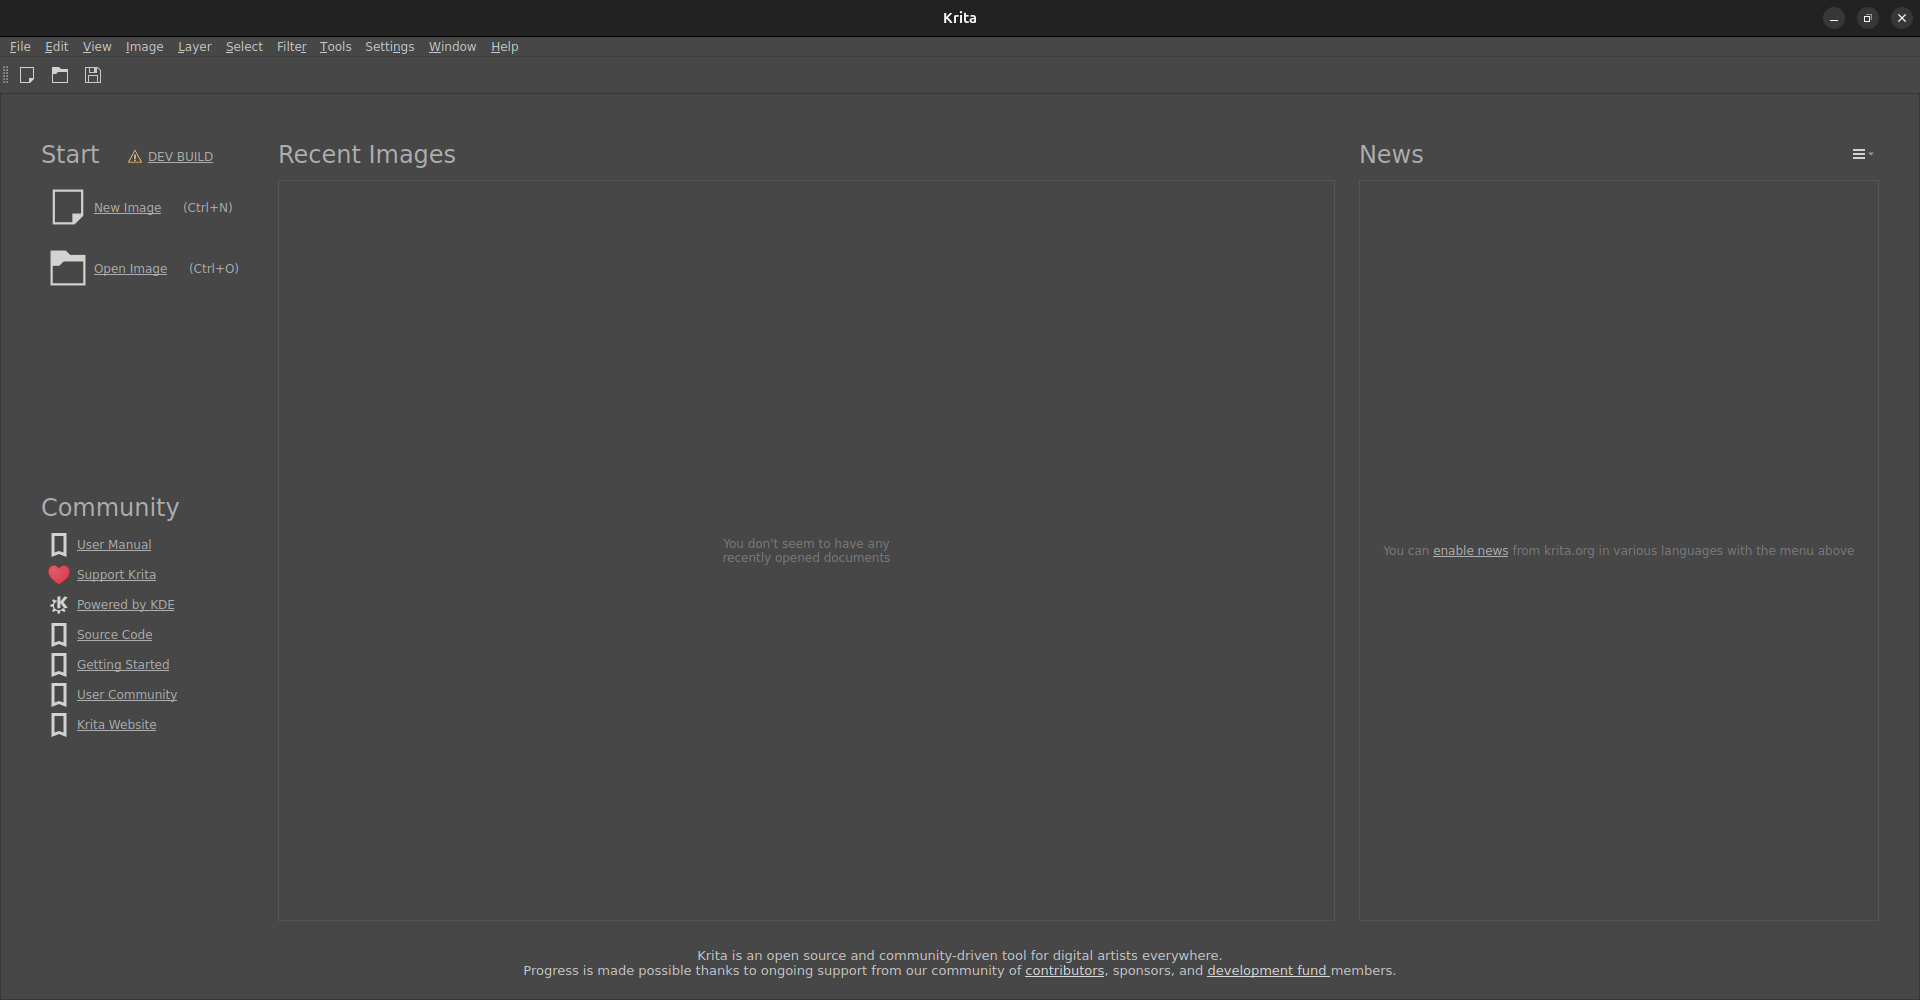 Krita
File Edit View Image Layer Select Filter Tools Settings Window Help
Start
DEV BUILD
New Image (Ctrl+N)
Open Image (Ctrl+O)
Community
User Manual
Support Krita
Powered by KDE
Source Code
Getting Started
User Community
Krita Website
Recent Images
You don't seem to have any
recently opened documents
News
You can enable news from krita.org in various languages with the menu above
Krita is an open source and community-driven tool for digital artists everywhere.
Progress is made possible thanks to ongoing support from our community of contributors, sponsors, and development fund members.